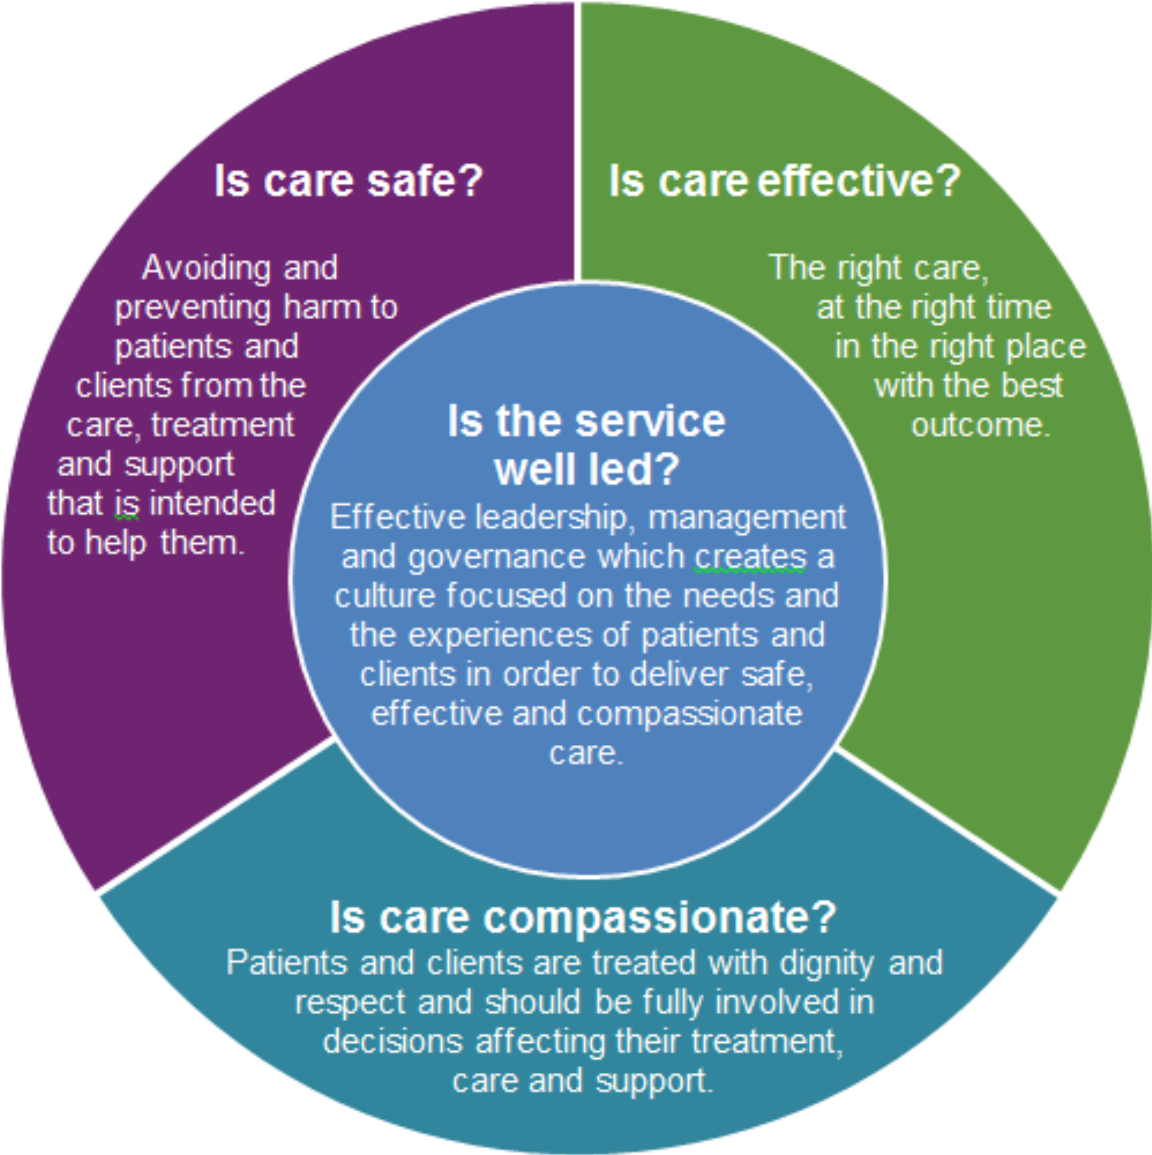 Is care safe?
Avoiding and
preventing harm to
patients and
clients from the
care, treatment
and support
that is intended
to help them.
Is care effective?
The right care,
at the right time
in the right place
with the best
outcome.
Is the service
well led?
Effective leadership, management
and governance which creates a
culture focused on the needs and
the experiences of patients and
clients in order to deliver safe,
effective and compassionate
care.
Is care compassionate?
Patients and clients are treated with dignity and
respect and should be fully involved in
decisions affecting their treatment,
care and support.